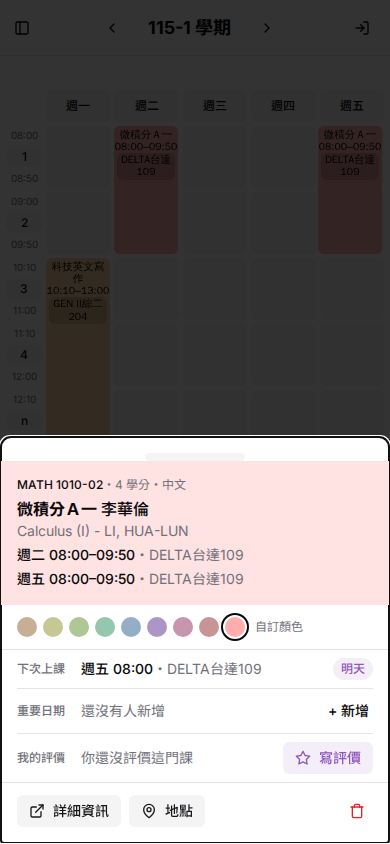 115-1 學期
週一 週二 週三 週四 週五
08:00
1
08:50
09:00
2
09:50
10:10
3
11:00
11:10
4
12:00
12:10
n
微積分Ａ一
08:00–09:50
DELTA台達
109
微積分Ａ一
08:00–09:50
DELTA台達
109
科技英文寫
作
10:10–13:00
GEN II綜二
204
MATH 1010-02・4 學分・中文
微積分Ａ一 李華倫
Calculus (I) - LI, HUA-LUN
週二 08:00–09:50・DELTA台達109
週五 08:00–09:50・DELTA台達109
自訂顏色
下次上課 週五 08:00・DELTA台達109 明天
重要日期 還沒有人新增 + 新增
我的評價 你還沒評價這門課 寫評價
詳細資訊 地點